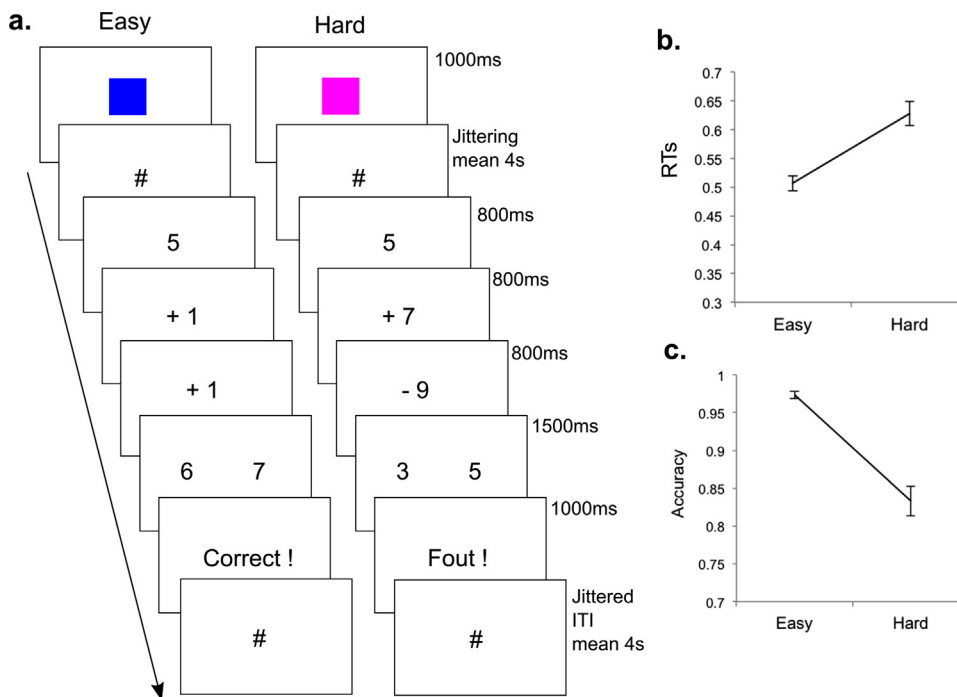 a.
Easy
Hard
1000ms
Jittering
mean 4s
#
#
800ms
5
5
800ms
+ 1
+ 7
800ms
+ 1
- 9
1500ms
6 7
3 5
1000ms
Correct !
Fout !
Jittered
ITI
mean 4s
#
#
b.
0.7
0.65
0.6
0.55
0.5
0.45
0.4
0.35
0.3
RTs
Easy
Hard
c.
1
0.95
0.9
0.85
0.8
0.75
0.7
Accuracy
Easy
Hard